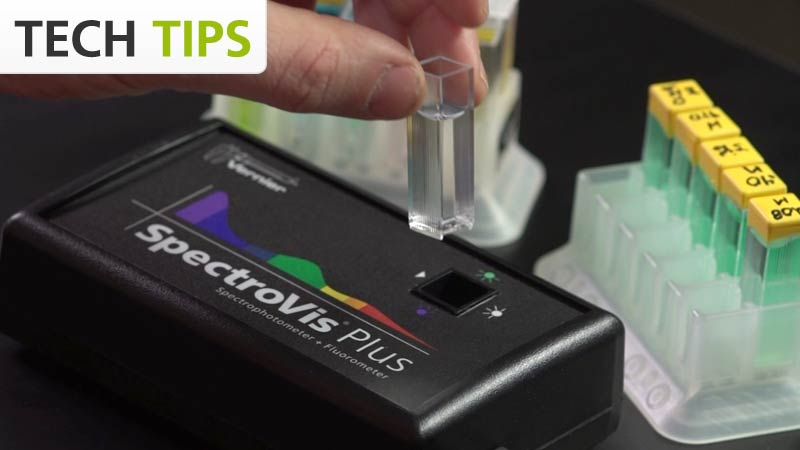 TECH TIPS
Vernier
SpectroVis® Plus
Spectrophotometer + Fluorometer